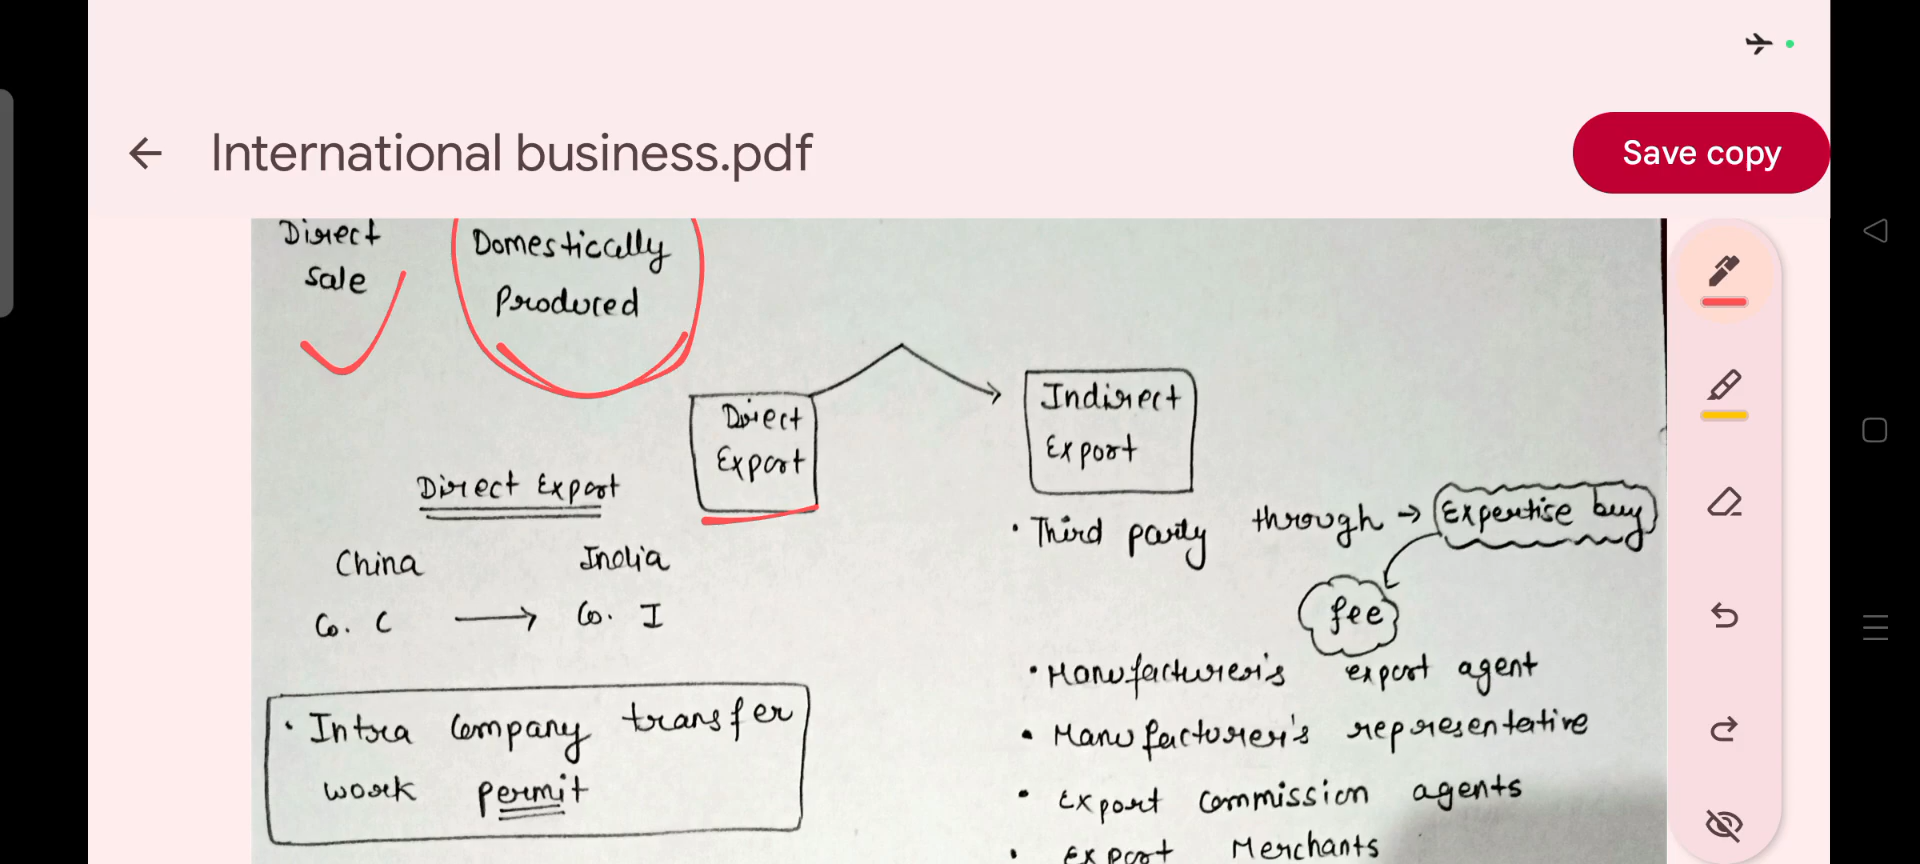 International business.pdf
Save copy
Direct
sale
Domestically
Produced
Direct
Export
Indirect
Export
Direct Export
China India
Co. C → Co. I
• Intra Company transfer
work permit
• Third party through → Expertise buy
fee
• Manufacturer's export agent
• Manufacturer's representative
• Export Commission agents
• Export Merchants